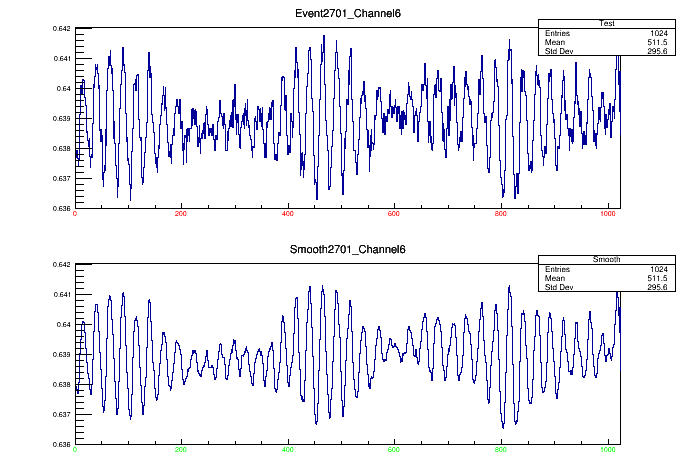 Event2701_Channel6
Test
Entries 1024
Mean 511.5
Std Dev 295.6
0.642
0.641
0.64
0.639
0.638
0.637
0.636
0 200 400 600 800 1000
Smooth2701_Channel6
Smooth
Entries 1024
Mean 511.5
Std Dev 295.6
0.642
0.641
0.64
0.639
0.638
0.637
0.636
0 200 400 600 800 1000